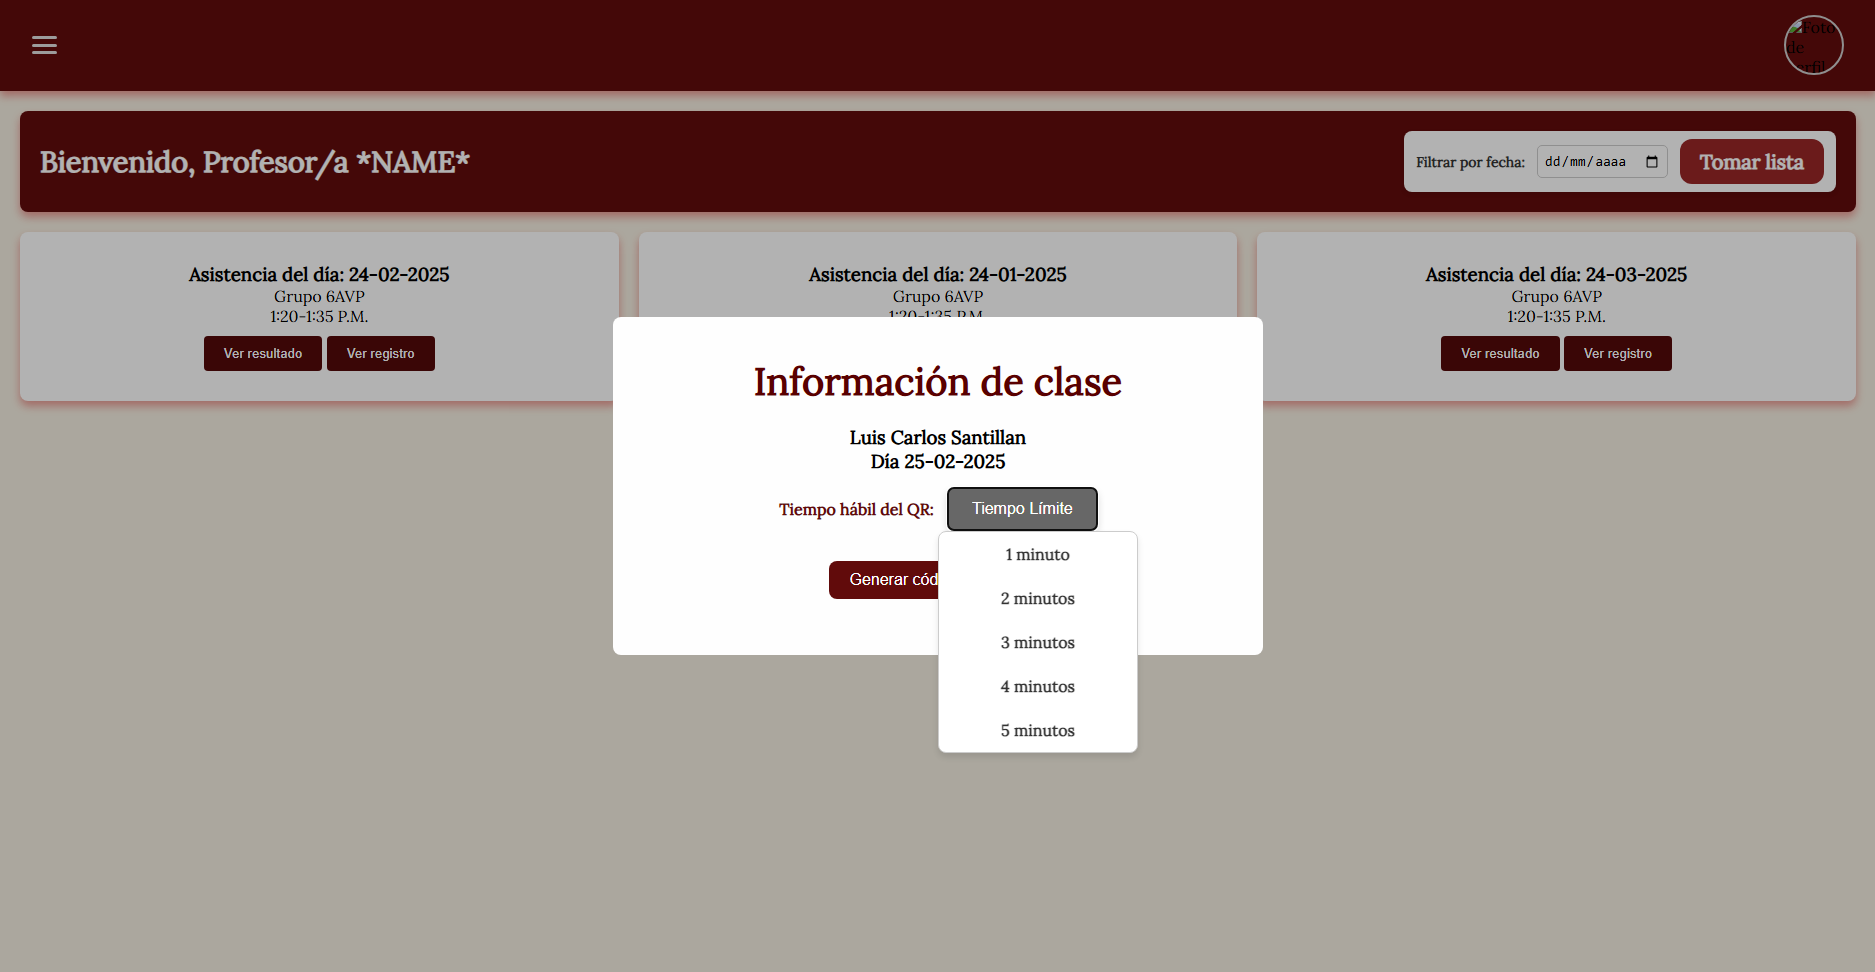 Foto
de
Bienvenido, Profesor/a *NAME*
Filtrar por fecha:
dd/mm/aaaa
Tomar lista
Asistencia del día: 24-02-2025
Grupo 6AVP
1:20-1:35 P.M.
Ver resultado
Ver registro
Asistencia del día: 24-01-2025
Grupo 6AVP
1:20-1:35 P.M.
Asistencia del día: 24-03-2025
Grupo 6AVP
1:20-1:35 P.M.
Ver resultado
Ver registro
Información de clase
Luis Carlos Santillan
Día 25-02-2025
Tiempo hábil del QR:
Tiempo Límite
1 minuto
2 minutos
3 minutos
4 minutos
5 minutos
Generar cód